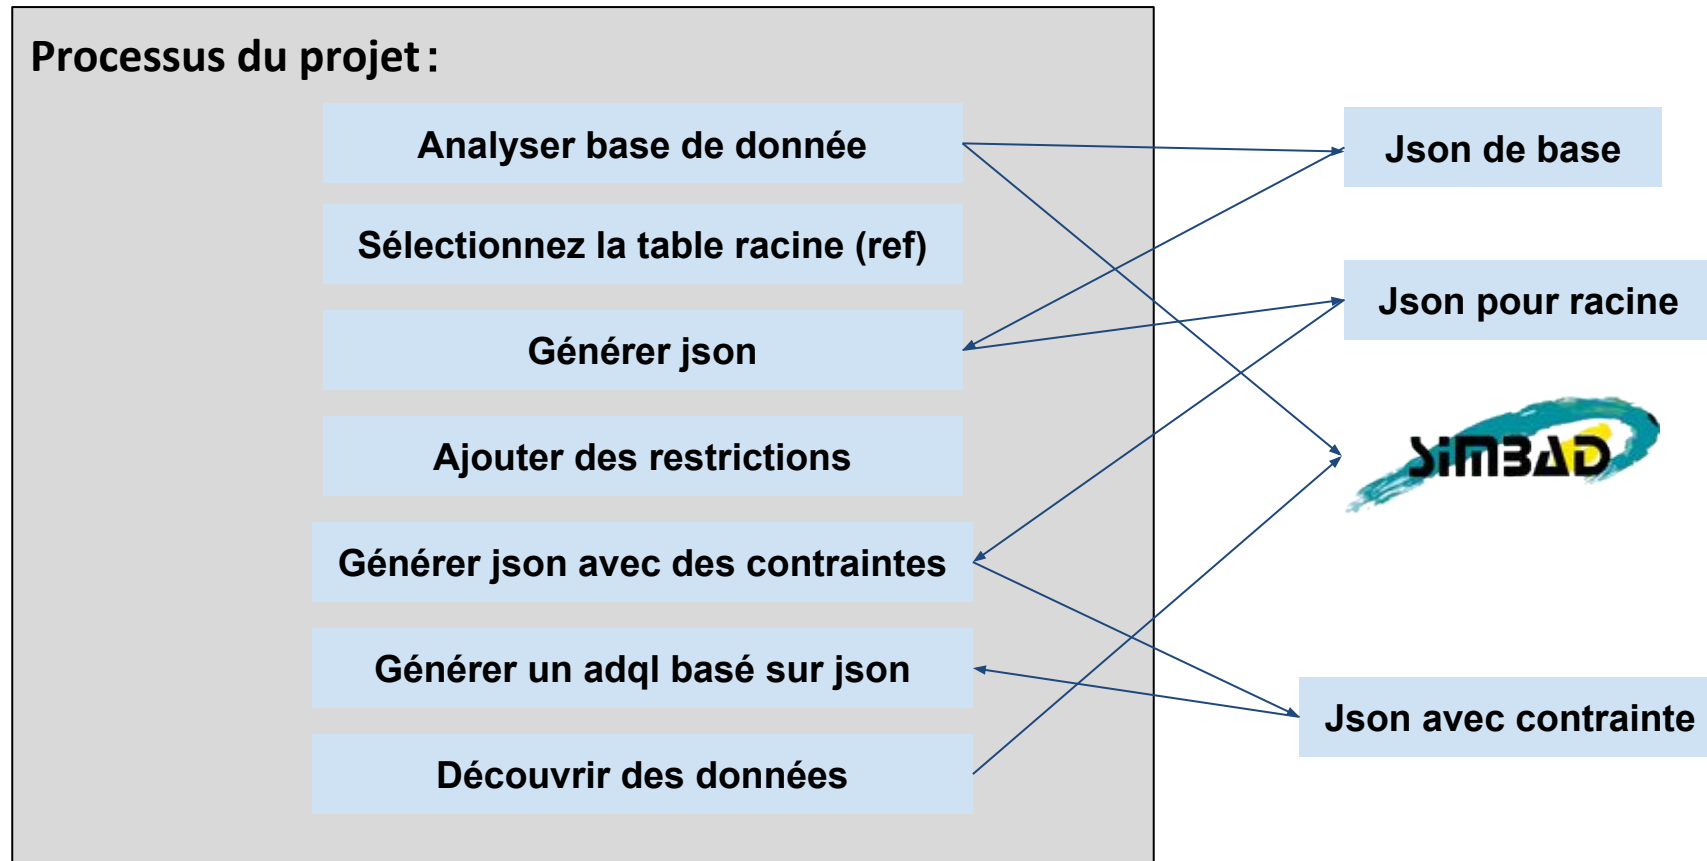 Processus du projet :
Analyser base de donnée
Sélectionnez la table racine (ref)
Générer json
Ajouter des restrictions
Générer json avec des contraintes
Générer un adql basé sur json
Découvrir des données
Json de base
Json pour racine
SIMBAD
Json avec contrainte